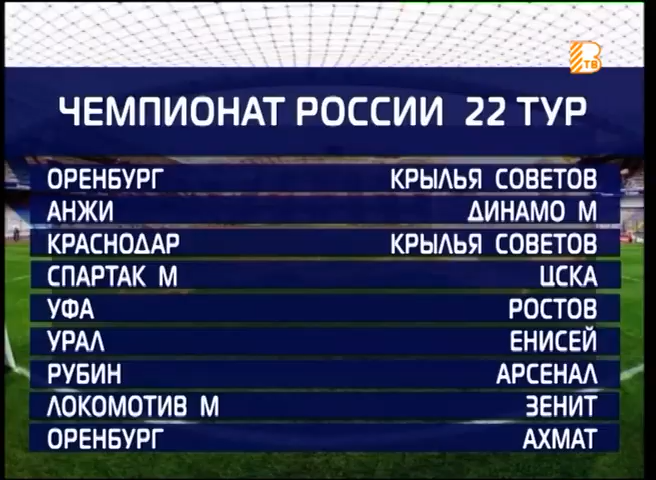 В
ТВ
ЧЕМПИОНАТ РОССИИ 22 ТУР
ОРЕНБУРГ КРЫЛЬЯ СОВЕТОВ
АНЖИ ДИНАМО М
КРАСНОДАР КРЫЛЬЯ СОВЕТОВ
СПАРТАК М ЦСКА
УФА РОСТОВ
УРАЛ ЕНИСЕЙ
РУБИН АРСЕНАЛ
ЛОКОМОТИВ М ЗЕНИТ
ОРЕНБУРГ АХМАТ